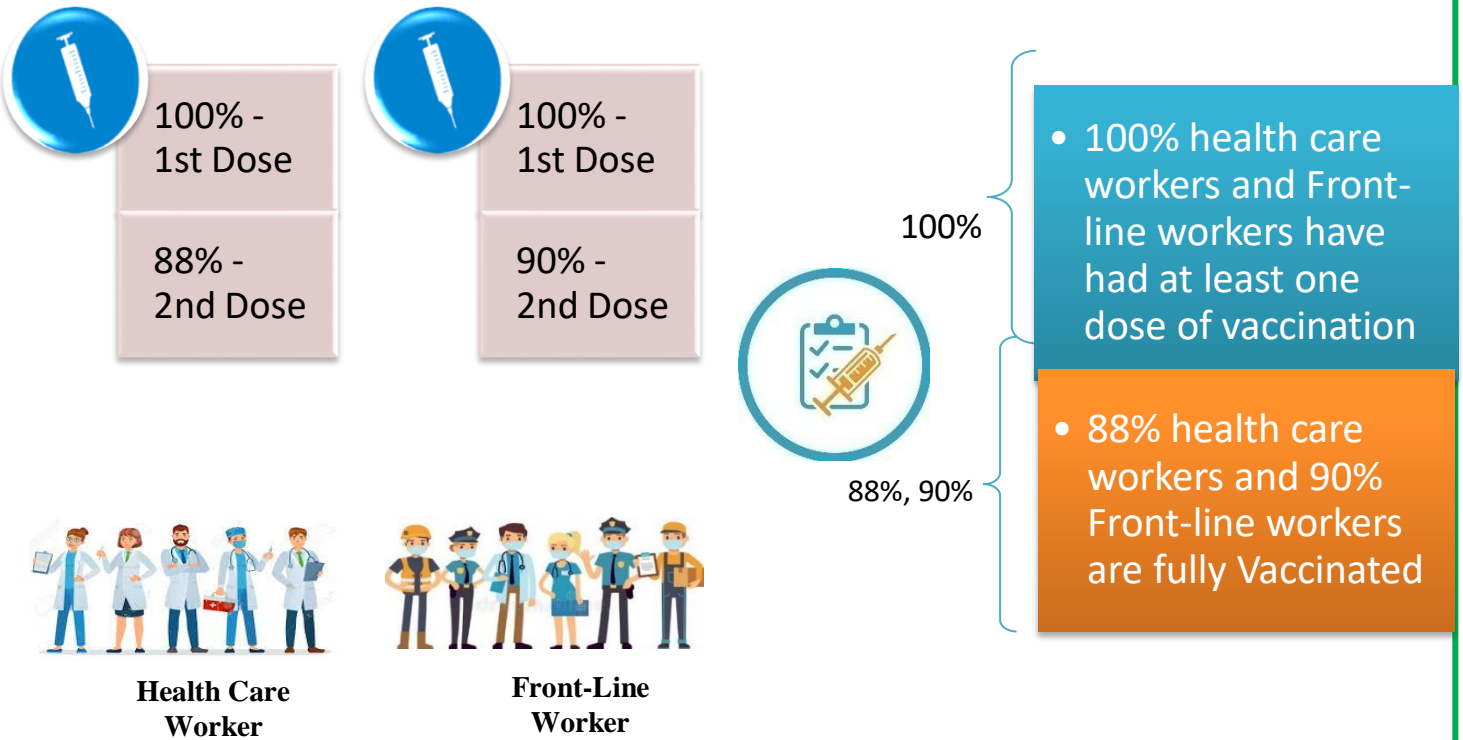 100% -
1st Dose
88% -
2nd Dose
100% -
1st Dose
90% -
2nd Dose
Health Care
Worker
Front-Line
Worker
100%
88%, 90%
• 100% health care
workers and Front-
line workers have
had at least one
dose of vaccination
• 88% health care
workers and 90%
Front-line workers
are fully Vaccinated